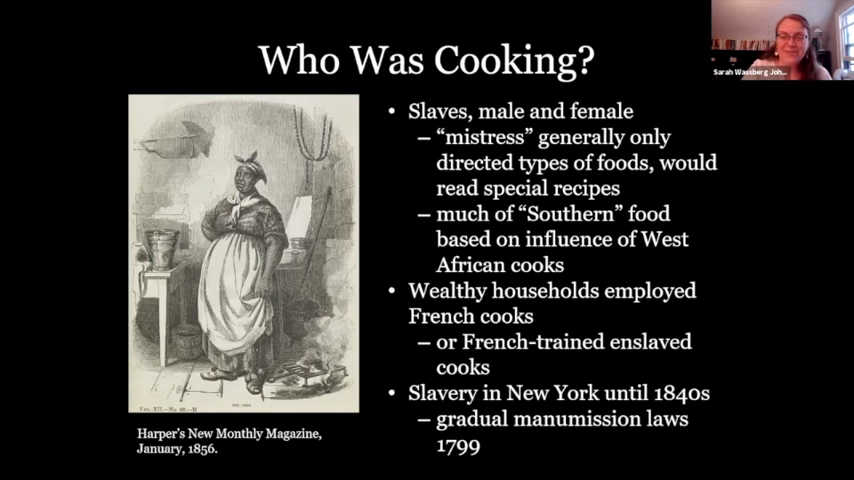 Who Was Cooking?
Sarah Wassberg Joh...
• Slaves, male and female
– “mistress” generally only
directed types of foods, would
read special recipes
– much of “Southern” food
based on influence of West
African cooks
• Wealthy households employed
French cooks
– or French-trained enslaved
cooks
• Slavery in New York until 1840s
– gradual manumission laws
1799
THE COOK.
Harper's New Monthly Magazine,
January, 1856.